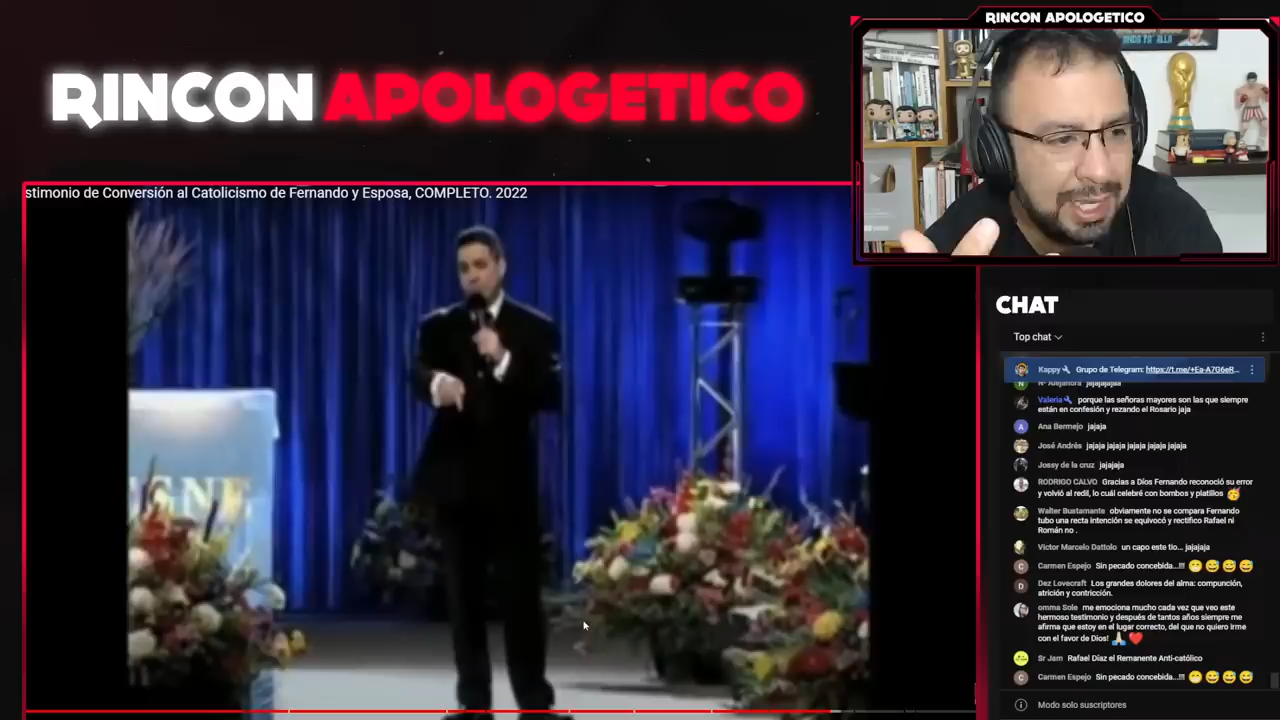 RINCON APOLOGETICO
RINCON APOLOGETICO
stimonio de Conversión al Catolicismo de Fernando y Esposa, COMPLETO. 2022
CHAT
Top chat
Kappy Grupo de Telegram: https://t.me/+Ea-A7G6eR...
jajajajajaja
Valeria porque las señoras mayores son las que siempre
están en confesión y rezando el Rosario jaja
Ana Bermejo jajaja
José Andrés jajaja jajaja jajaja jajaja jajaja
Jossy de la cruz jajajaja
RODRIGO CALVO Gracias a Díos Fernando reconoció su error
y volvió al redil, lo cuál celebré con bombos y platillos
Walter Bustamante obviamente no se compara Fernando
tubo una recta intención se equivocó y rectifico Rafael ni
Román no .
Victor Marcelo Dattolo un capo este tio... jajajaja
Carmen Espejo Sin pecado concebida...!!!
Dez Lovecraft Los grandes dolores del alma: compunción,
atrición y contricción.
omma Sole me emociona mucho cada vez que veo este
hermoso testimonio y después de tantos años siempre me
afirma que estoy en el lugar correcto, del que no quiero irme
con el favor de Dios!
Sr Jam Rafael Díaz el Remanente Anti-católico
Carmen Espejo Sin pecado concebida...!!!
Modo solo suscriptores